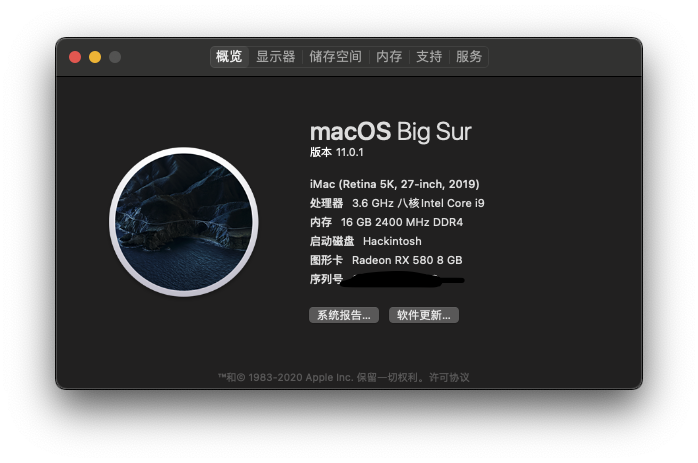 概览 显示器 储存空间 内存 支持 服务
macOS Big Sur
版本 11.0.1
iMac (Retina 5K, 27-inch, 2019)
处理器 3.6 GHz 八核Intel Core i9
内存 16 GB 2400 MHz DDR4
启动磁盘 Hackintosh
图形卡 Radeon RX 580 8 GB
序列号
系统报告... 软件更新...
™和© 1983-2020 Apple Inc. 保留一切权利。许可协议